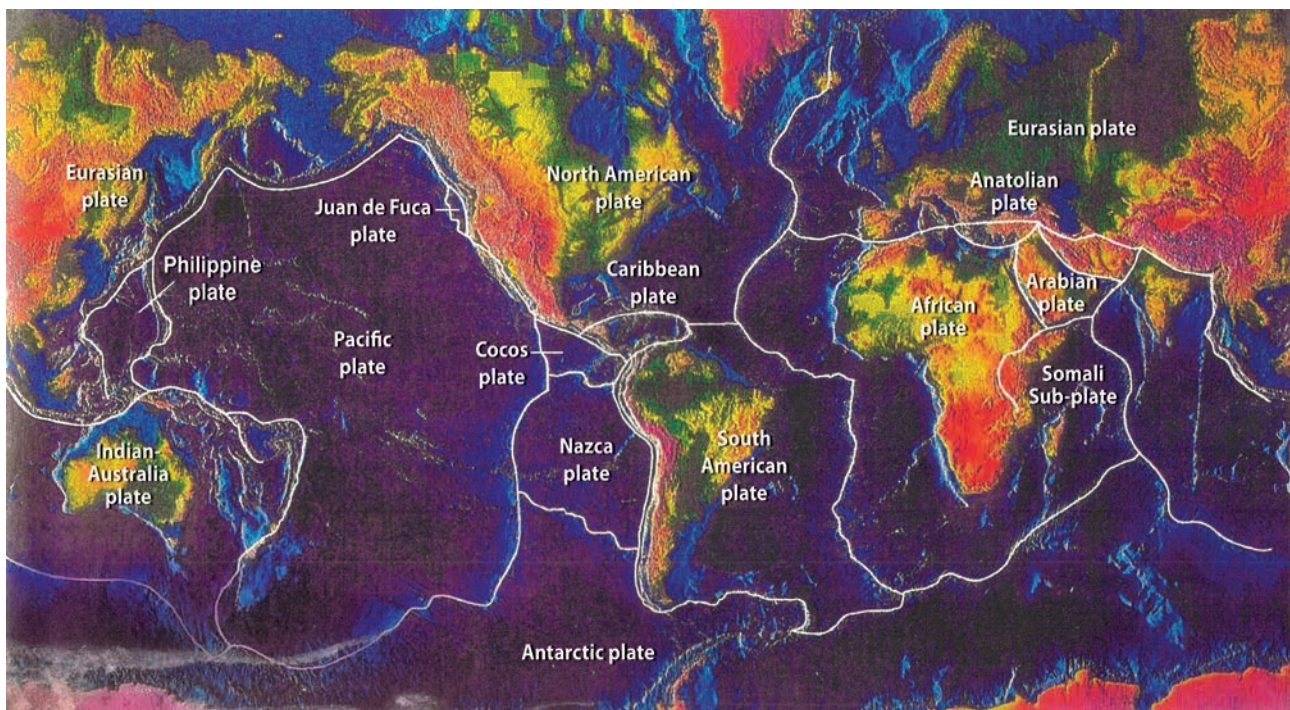 Eurasian plate
Eurasian
plate
North American
plate
Anatolian
plate
Juan de Fuca
plate
Philippine
plate
Caribbean
plate
Arabian
plate
African
plate
Pacific
plate
Cocos
plate
Somali
Sub-plate
Indian-
Australia
plate
Nazca
plate
South
American
plate
Antarctic plate